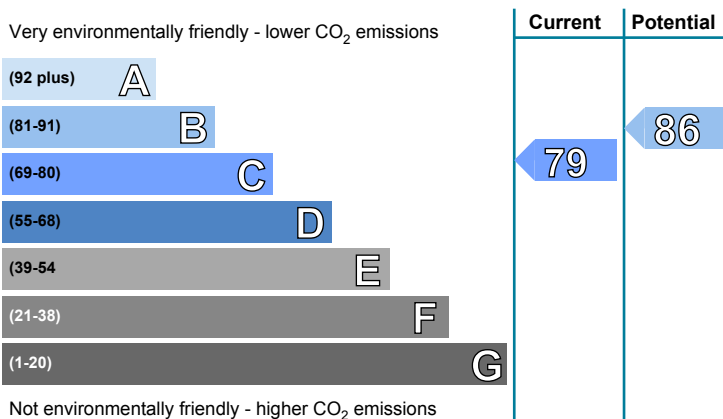 Very environmentally friendly - lower CO2 emissions
Current
Potential
(92 plus) A
(81-91) B
86
(69-80) C
79
(55-68) D
(39-54 E
(21-38) F
(1-20) G
Not environmentally friendly - higher CO2 emissions